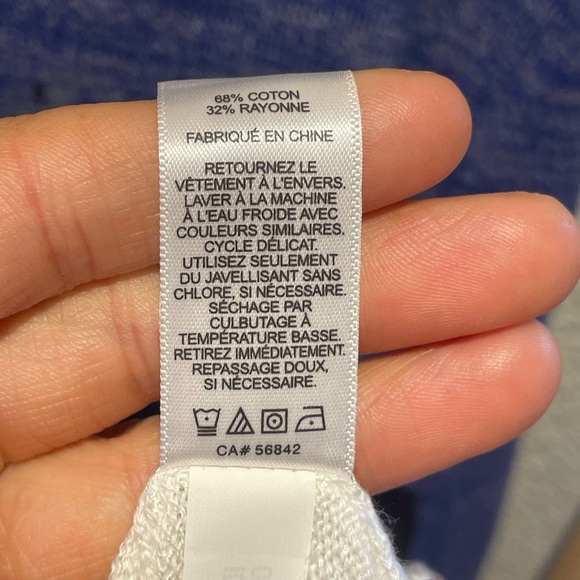 68% COTON
32% RAYONNE
FABRIQUÉ EN CHINE
RETOURNEZ LE
VÊTEMENT À L'ENVERS.
LAVER À LA MACHINE
À L'EAU FROIDE AVEC
COULEURS SIMILAIRES.
CYCLE DÉLICAT.
UTILISEZ SEULEMENT
DU JAVELLISANT SANS
CHLORE, SI NÉCESSAIRE.
SÉCHAGE PAR
CULBUTAGE À
TEMPÉRATURE BASSE.
RETIREZ IMMÉDIATEMENT.
REPASSAGE DOUX,
SI NÉCESSAIRE.
CA# 56842